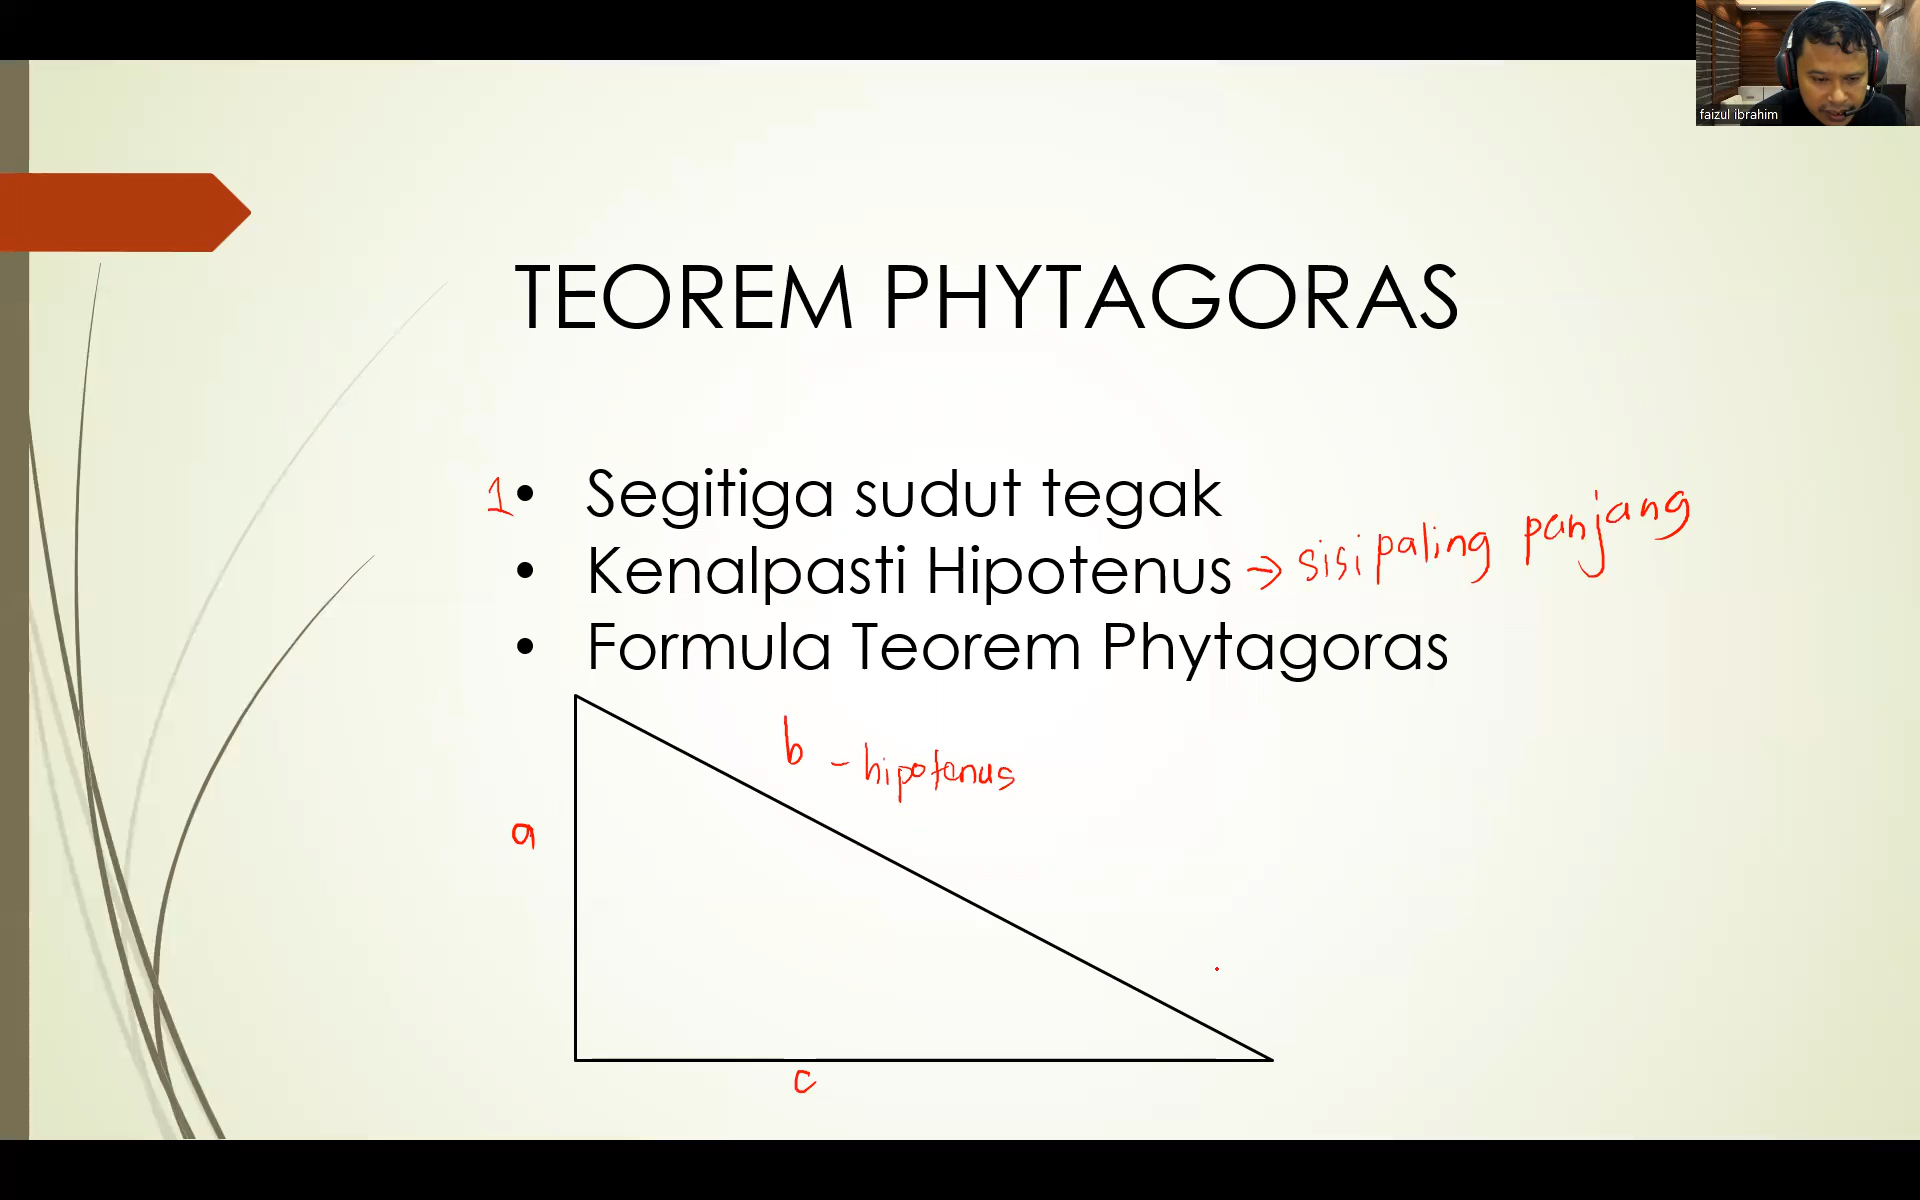 faizul ibrahim
TEOREM PHYTAGORAS
1• Segitiga sudut tegak
• Kenalpasti Hipotenus → sisi paling panjang
• Formula Teorem Phytagoras
b - hipotenus
a
c